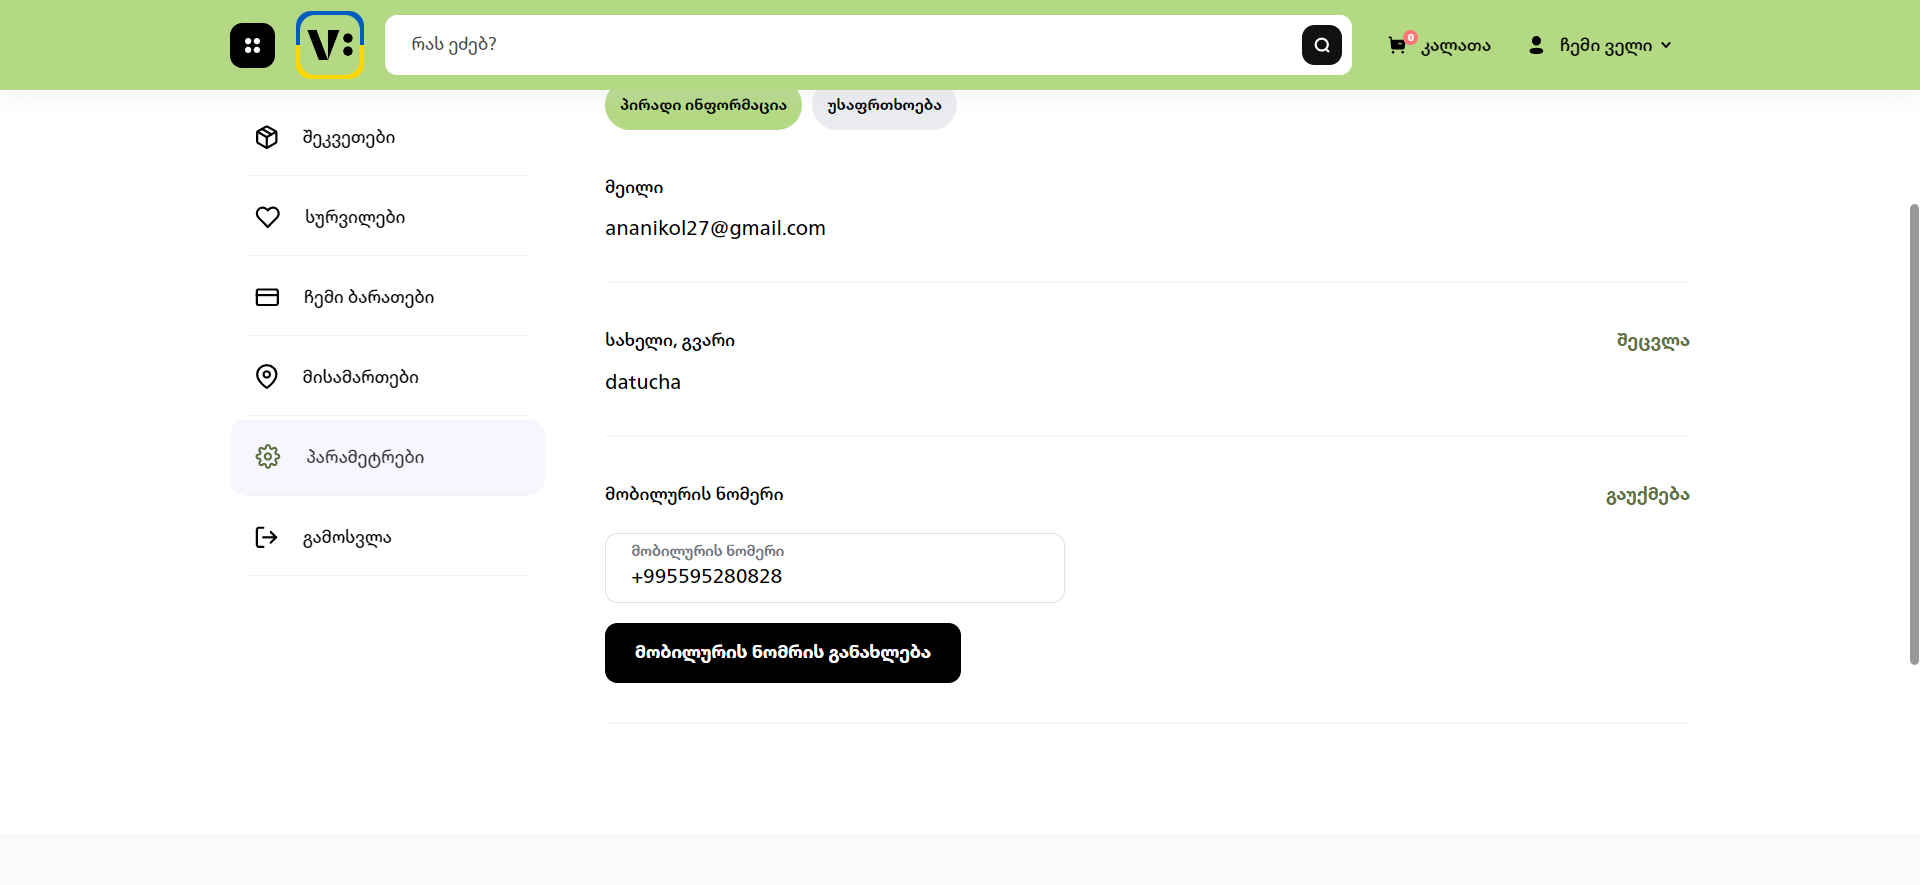 V:
რას ეძებ?
0
კალათა
ჩემი ველი
პირადი ინფორმაცია
უსაფრთხოება
შეკვეთები
სურვილები
ჩემი ბარათები
მისამართები
პარამეტრები
გამოსვლა
მეილი
ananikol27@gmail.com
სახელი, გვარი
შეცვლა
datucha
მობილურის ნომერი
გაუქმება
მობილურის ნომერი
+995595280828
მობილურის ნომრის განახლება